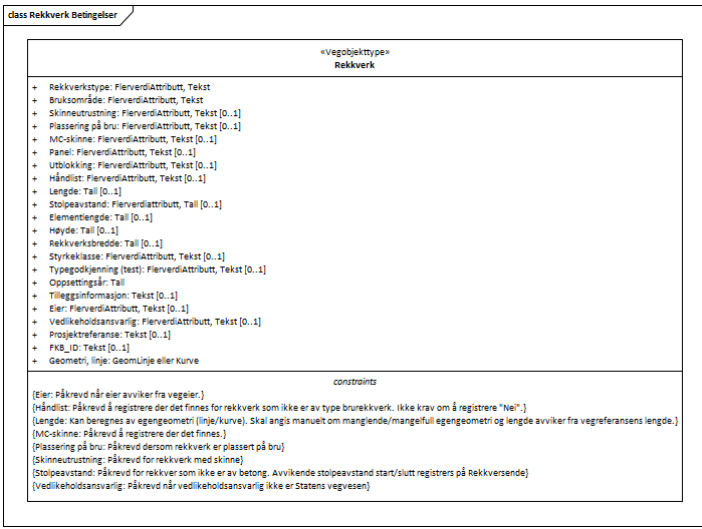 class Rekkverk Betingelser
«Vegobjekttype»
Rekkverk
+ Rekkverkstype: FlerverdiAttributt, Tekst
+ Bruksområde: FlerverdiAttributt, Tekst
+ Skinneutrustning: FlerverdiAttributt, Tekst [0..1]
+ Plassering på bru: FlerverdiAttributt, Tekst [0..1]
+ MC-skinne: FlerverdiAttributt, Tekst [0..1]
+ Panel: FlerverdiAttributt, Tekst [0..1]
+ Utblokking: FlerverdiAttributt, Tekst [0..1]
+ Håndlist: FlerverdiAttributt, Tekst [0..1]
+ Lengde: Tall [0..1]
+ Stolpeavstand: Flerverdiattributt, Tall [0..1]
+ Elementlengde: Tall [0..1]
+ Høyde: Tall [0..1]
+ Rekkverksbredde: Tall [0..1]
+ Styrkeklasse: FlerverdiAttributt, Tekst [0..1]
+ Typegodkjenning (test): FlerverdiAttributt, Tekst [0..1]
+ Oppsettingsår: Tall
+ Tilleggsinformasjon: Tekst [0..1]
+ Eier: FlerverdiAttributt, Tekst [0..1]
+ Vedlikeholdsansvarlig: FlerverdiAttributt, Tekst [0..1]
+ Prosjektreferanse: Tekst [0..1]
+ FKB_ID: Tekst [0..1]
+ Geometri, linje: GeomLinje eller Kurve
constraints
{Eier: Påkrevd når eier avviker fra vegeier.}
{Håndlist: Påkrevd å registrere der det finnes for rekkverk som ikke er av type brurekkverk. Ikke krav om å registrere "Nei".}
{Lengde: Kan beregnes av egengeometri (linje/kurve). Skal angis manuelt om manglende/mangelfull egengeometri og lengde avviker fra vegreferansens lengde.}
{MC-skinne: Påkrevd å registrere der det finnes.}
{Plassering på bru: Påkrevd dersom rekkverk er plassert på bru}
{Skinneutrustning: Påkrevd for rekkverk med skinne}
{Stolpeavstand: Påkrevd for rekkver som ikke er av betong. Avvikende stolpeavstand start/slutt registrers på Rekkversende}
{Vedlikeholdsansvarlig: Påkrevd når vedlikeholdsansvarlig ikke er Statens vegvesen}